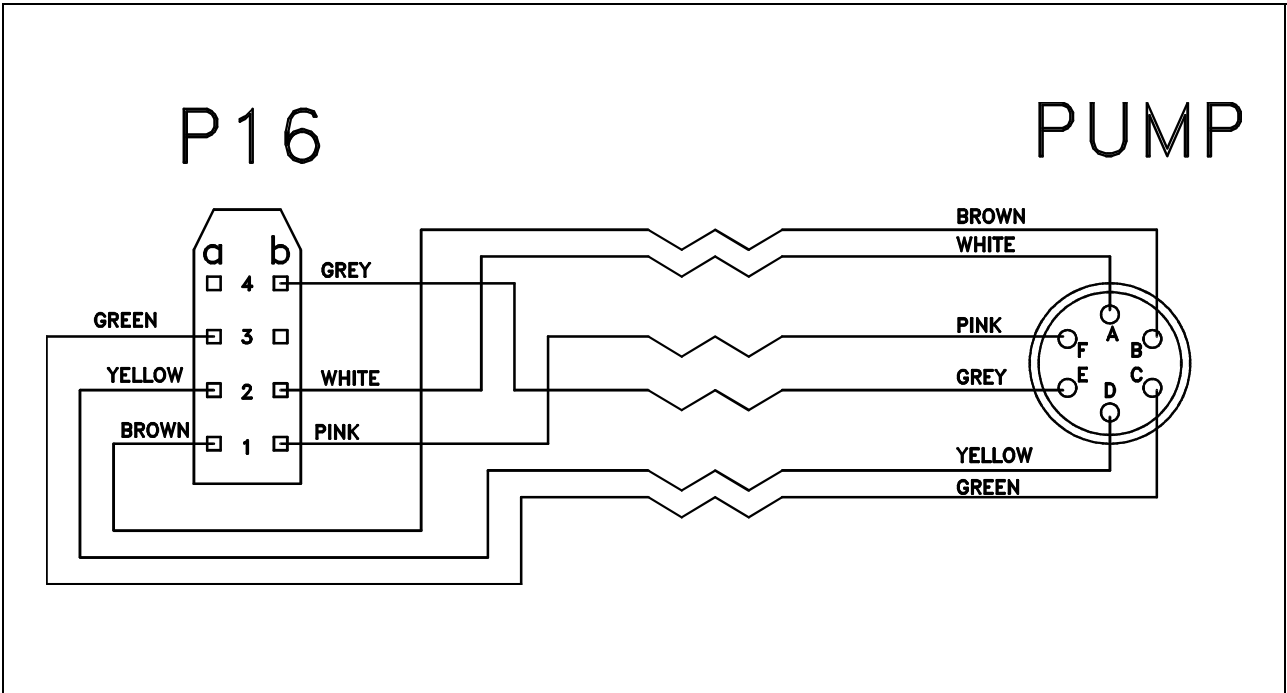 P16
PUMP
BROWN
WHITE
a b
4 GREY
GREEN 3
PINK
A
F B
YELLOW 2 WHITE
GREY
E C
D
BROWN 1 PINK
YELLOW
GREEN